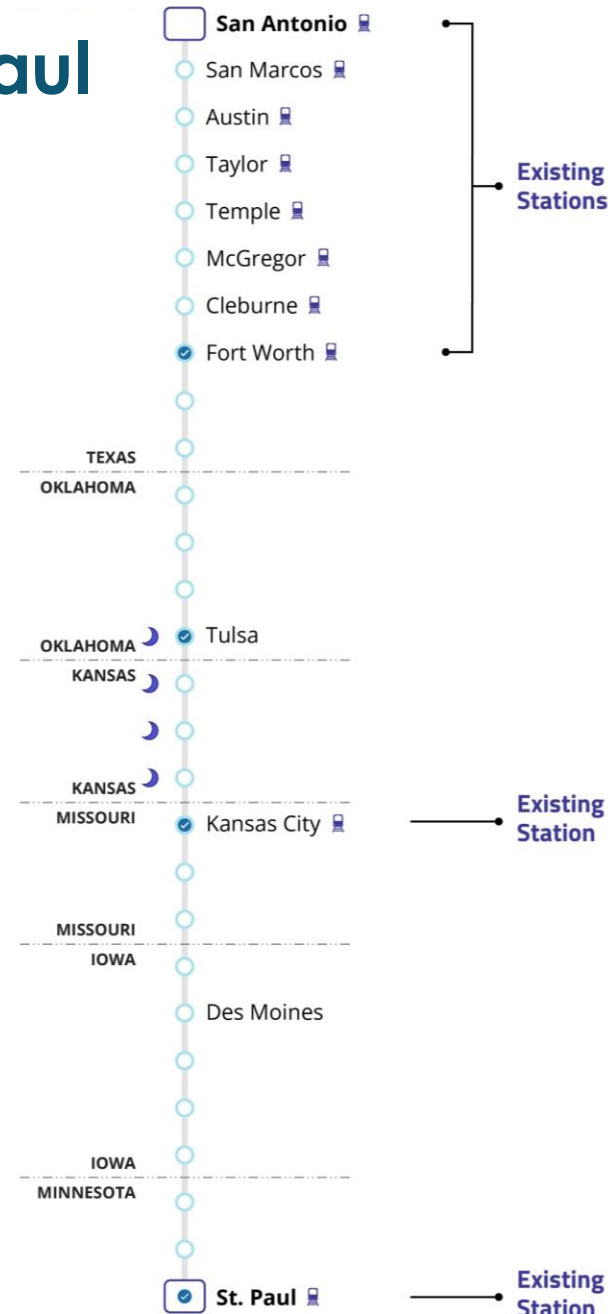 aul
San Antonio
San Marcos
Austin
Taylor
Existing
Stations
Temple
McGregor
Cleburne
Fort Worth
TEXAS
OKLAHOMA
OKLAHOMA
Tulsa
KANSAS
KANSAS
MISSOURI
Kansas City
Existing
Station
MISSOURI
IOWA
Des Moines
IOWA
MINNESOTA
St. Paul
Existing
Station